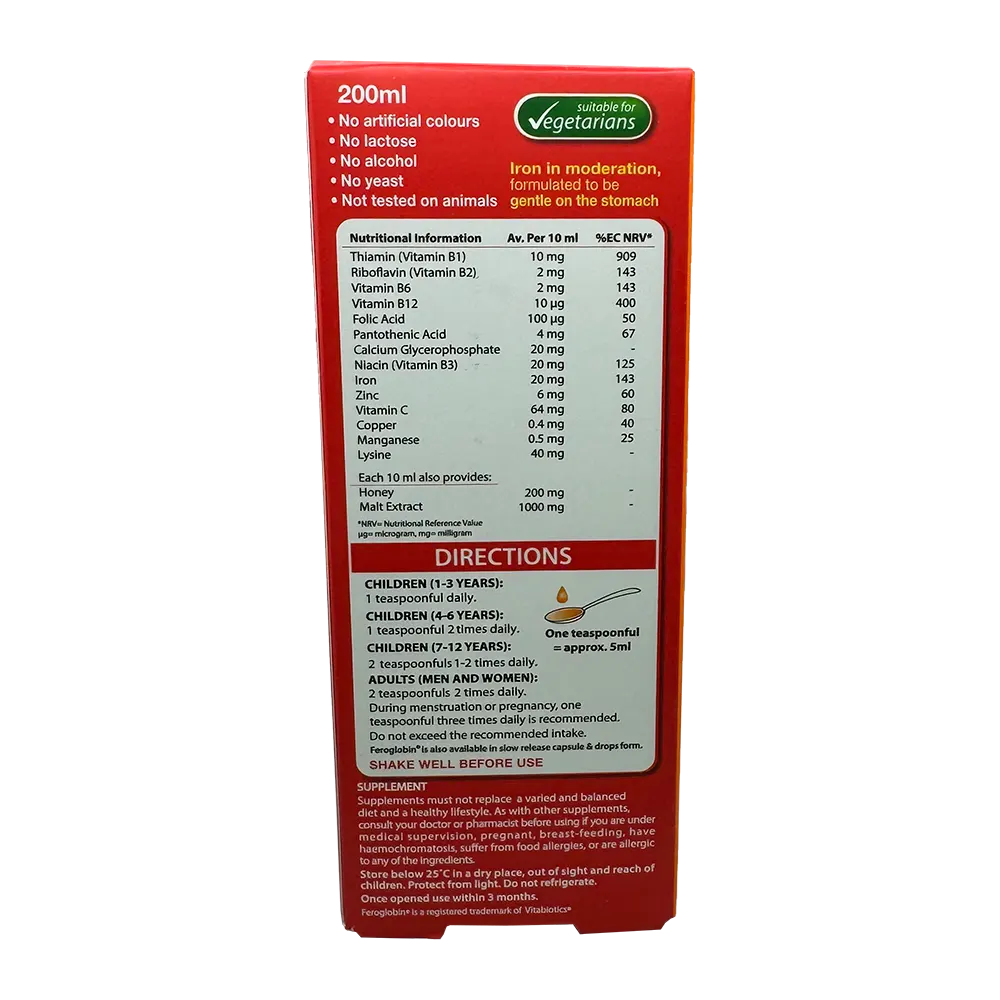 200ml
• No artificial colours
• No lactose
• No alcohol
• No yeast
• Not tested on animals
suitable for
Vegetarians
Iron in moderation,
formulated to be
gentle on the stomach
Nutritional Information Av. Per 10 ml %EC NRV*
Thiamin (Vitamin B1) 10 mg 909
Riboflavin (Vitamin B2) 2 mg 143
Vitamin B6 2 mg 143
Vitamin B12 10 µg 400
Folic Acid 100 µg 50
Pantothenic Acid 4 mg 67
Calcium Glycerophosphate 20 mg -
Niacin (Vitamin B3) 20 mg 125
Iron 20 mg 143
Zinc 6 mg 60
Vitamin C 64 mg 80
Copper 0.4 mg 40
Manganese 0.5 mg 25
Lysine 40 mg -
Each 10 ml also provides:
Honey 200 mg -
Malt Extract 1000 mg -
*NRV= Nutritional Reference Value
µg= microgram, mg= milligram
DIRECTIONS
CHILDREN (1-3 YEARS):
1 teaspoonful daily.
CHILDREN (4-6 YEARS):
1 teaspoonful 2 times daily.
CHILDREN (7-12 YEARS):
2 teaspoonfuls 1-2 times daily.
One teaspoonful
= approx. 5ml
ADULTS (MEN AND WOMEN):
2 teaspoonfuls 2 times daily.
During menstruation or pregnancy, one
teaspoonful three times daily is recommended.
Do not exceed the recommended intake.
Feroglobin® is also available in slow release capsule & drops form.
SHAKE WELL BEFORE USE
SUPPLEMENT
Supplements must not replace a varied and balanced
diet and a healthy lifestyle. As with other supplements,
consult your doctor or pharmacist before using if you are under
medical supervision, pregnant, breast-feeding, have
haemochromatosis, suffer from food allergies, or are allergic
to any of the ingredients.
Store below 25°C in a dry place, out of sight and reach of
children. Protect from light. Do not refrigerate.
Once opened use within 3 months.
Feroglobin® is a registered trademark of Vitabiotics®